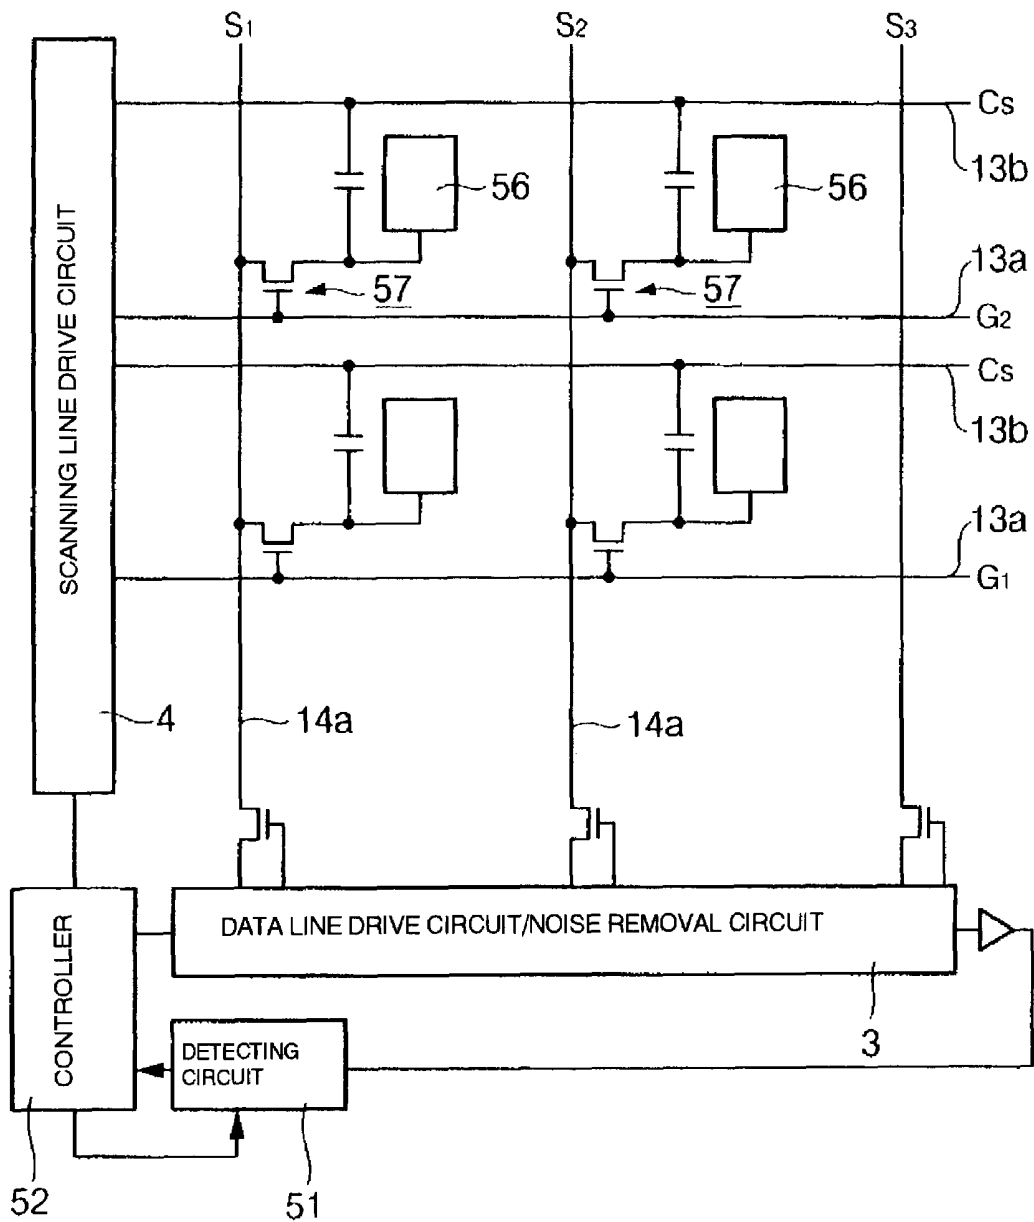 S1 S2 S3
Cs
13b
56 56
13a
57 57
G2
Cs
13b
13a
G1
SCANNING LINE DRIVE CIRCUIT
4
14a 14a
DATA LINE DRIVE CIRCUIT/NOISE REMOVAL CIRCUIT
CONTROLLER
3
DETECTING
CIRCUIT
52
51